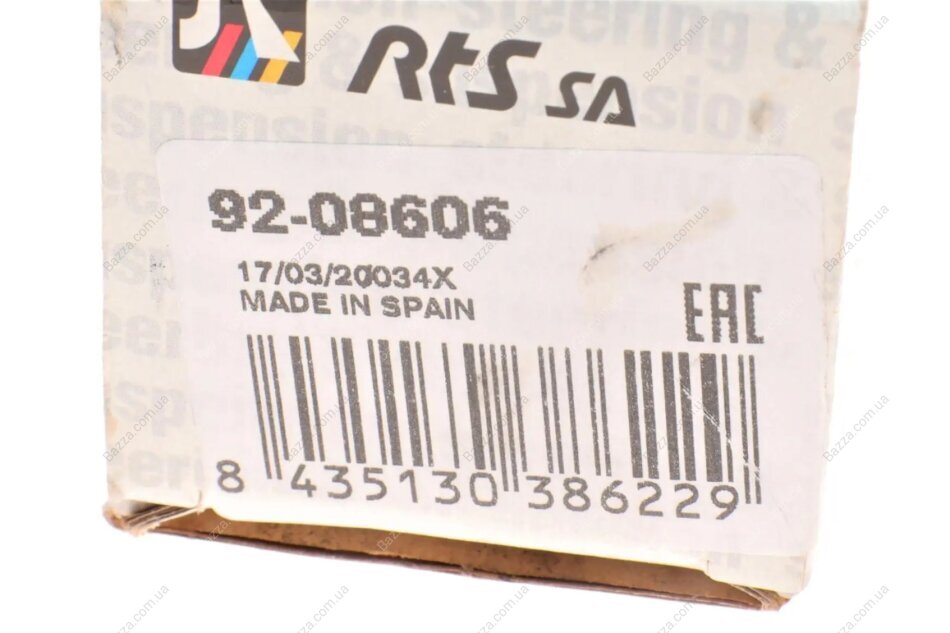 RTS SA
92-08606
17/03/20034X
MADE IN SPAIN
EAC
8 435130 386229